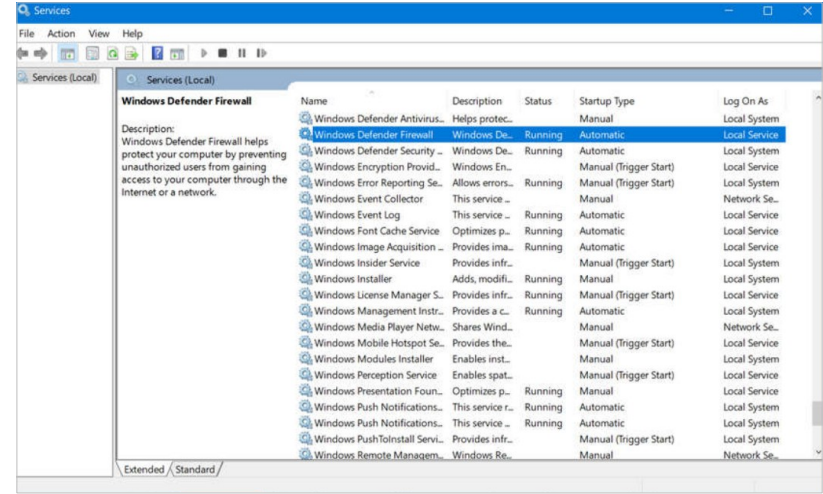 Services
File Action View Help
Services (Local)
Services (Local)
Windows Defender Firewall
Description:
Windows Defender Firewall helps
protect your computer by preventing
unauthorized users from gaining
access to your computer through the
Internet or a network.
Name Description Status Startup Type Log On As
Windows Defender Antivirus... Helps protec... Manual Local System
Windows Defender Firewall Windows De... Running Automatic Local Service
Windows Defender Security ... Windows De... Running Automatic Local System
Windows Encryption Provid... Windows En... Manual (Trigger Start) Local Service
Windows Error Reporting Se... Allows errors... Running Manual (Trigger Start) Local System
Windows Event Collector This service ... Manual Network Se...
Windows Event Log This service ... Running Automatic Local Service
Windows Font Cache Service Optimizes p... Running Automatic Local Service
Windows Image Acquisition ... Provides ima... Running Automatic Local Service
Windows Insider Service Provides infr... Manual (Trigger Start) Local System
Windows Installer Adds, modifi... Running Manual Local System
Windows License Manager S... Provides infr... Running Manual (Trigger Start) Local Service
Windows Management Instr... Provides a c... Running Automatic Local System
Windows Media Player Netw... Shares Wind... Manual Network Se...
Windows Mobile Hotspot Se... Provides the... Manual (Trigger Start) Local Service
Windows Modules Installer Enables inst... Manual Local System
Windows Perception Service Enables spat... Manual (Trigger Start) Local Service
Windows Presentation Foun... Optimizes p... Running Manual Local Service
Windows Push Notifications... This service r... Running Automatic Local System
Windows Push Notifications... This service ... Running Automatic Local System
Windows PushToInstall Servi... Provides infr... Manual (Trigger Start) Local System
Windows Remote Managem... Windows Re... Manual Network Se...
Extended Standard